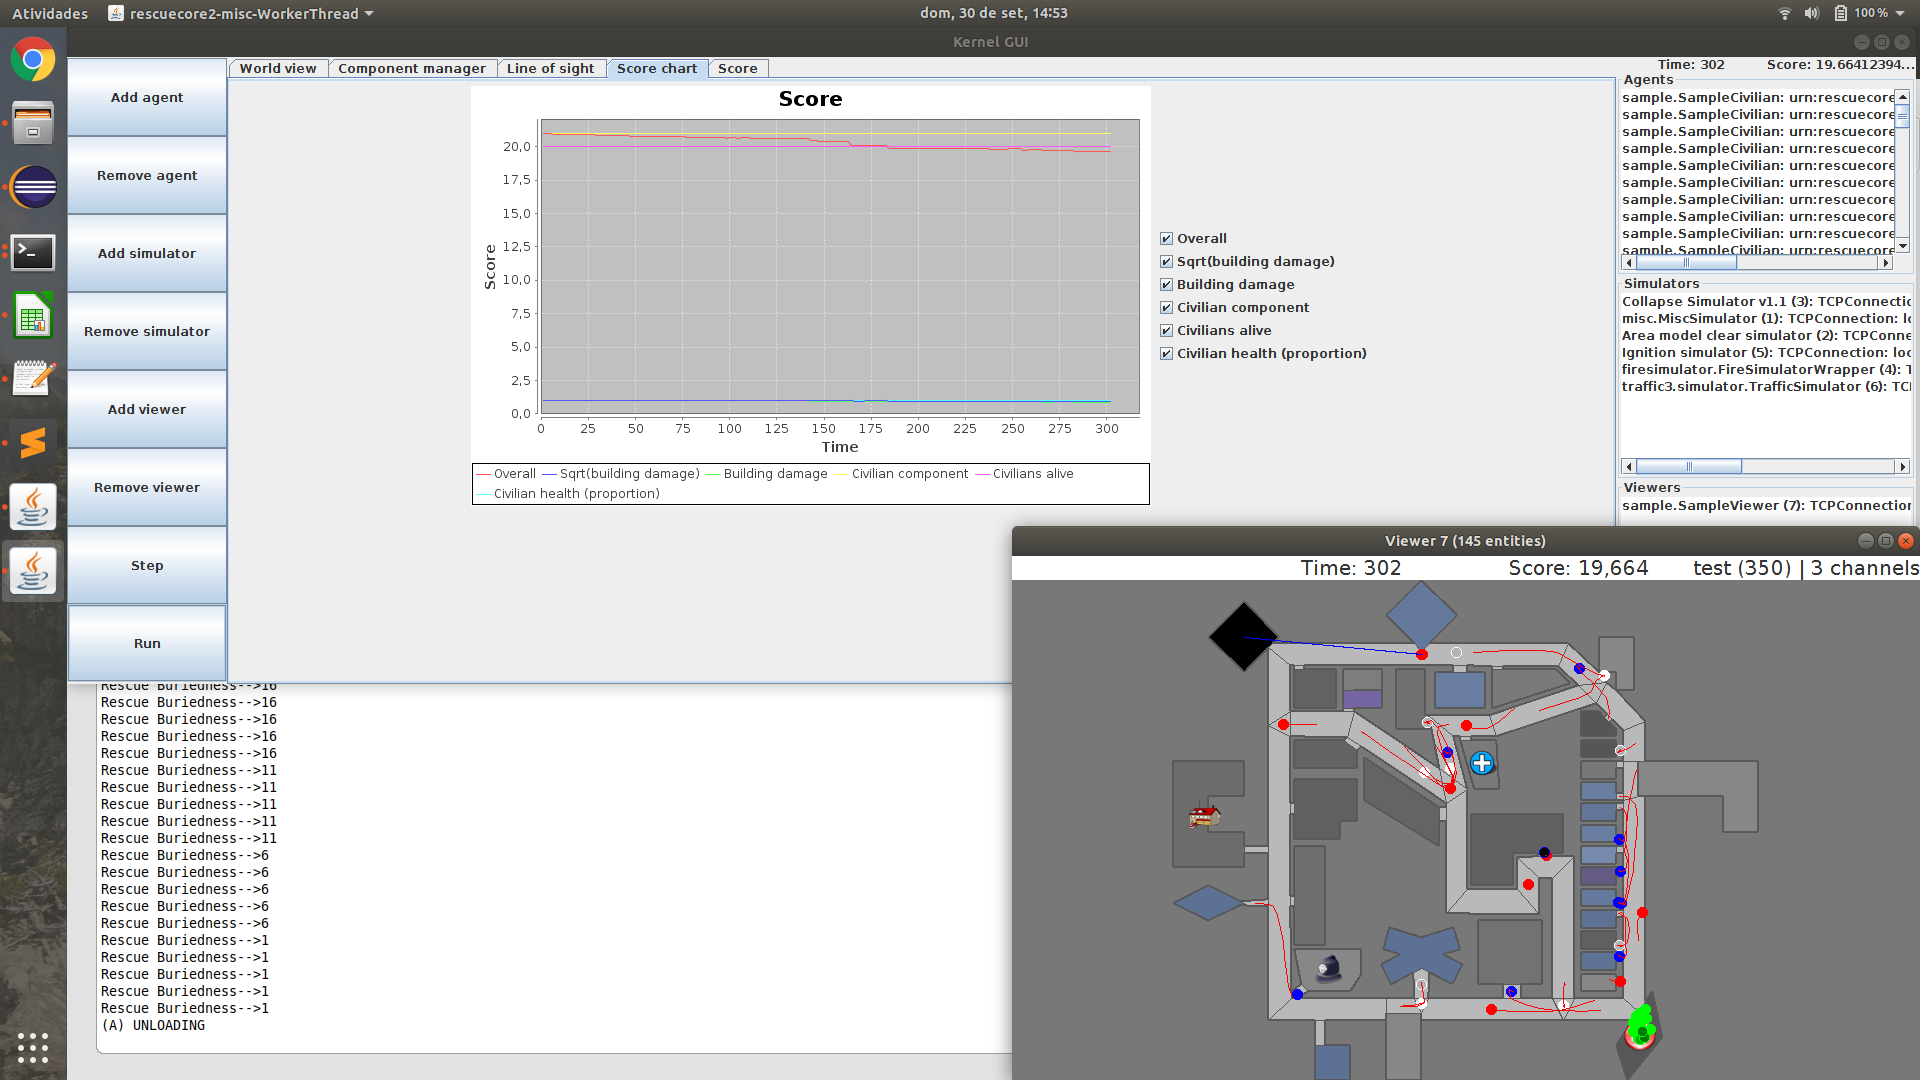 Atividades
rescuecore2-misc-WorkerThread
dom, 30 de set, 14:53
100 %
Kernel GUI
Add agent
Remove agent
Add simulator
Remove simulator
Add viewer
Remove viewer
Step
Run
World view
Component manager
Line of sight
Score chart
Score
Time: 302
Score: 19.66412394...
Score
Score
20,0
17,5
15,0
12,5
10,0
7,5
5,0
2,5
0,0
0 25 50 75 100 125 150 175 200 225 250 275 300
Time
Overall Sqrt(building damage) Building damage Civilian component Civilians alive
Civilian health (proportion)
Overall
Sqrt(building damage)
Building damage
Civilian component
Civilians alive
Civilian health (proportion)
Agents
sample.SampleCivilian: urn:rescuecore
sample.SampleCivilian: urn:rescuecore
sample.SampleCivilian: urn:rescuecore
sample.SampleCivilian: urn:rescuecore
sample.SampleCivilian: urn:rescuecore
sample.SampleCivilian: urn:rescuecore
sample.SampleCivilian: urn:rescuecore
sample.SampleCivilian: urn:rescuecore
sample.SampleCivilian: urn:rescuecore
sample.SampleCivilian: urn:rescuecore
Simulators
Collapse Simulator v1.1 (3): TCPConnectio
misc.MiscSimulator (1): TCPConnection: lo
Area model clear simulator (2): TCPConne
Ignition simulator (5): TCPConnection: loc
firesimulator.FireSimulatorWrapper (4): T
traffic3.simulator.TrafficSimulator (6): TCI
Viewers
sample.SampleViewer (7): TCPConnection
Rescue Buriedness-->16
Rescue Buriedness-->16
Rescue Buriedness-->16
Rescue Buriedness-->16
Rescue Buriedness-->16
Rescue Buriedness-->11
Rescue Buriedness-->11
Rescue Buriedness-->11
Rescue Buriedness-->11
Rescue Buriedness-->11
Rescue Buriedness-->6
Rescue Buriedness-->6
Rescue Buriedness-->6
Rescue Buriedness-->6
Rescue Buriedness-->6
Rescue Buriedness-->1
Rescue Buriedness-->1
Rescue Buriedness-->1
Rescue Buriedness-->1
Rescue Buriedness-->1
(A) UNLOADING
Viewer 7 (145 entities)
Time: 302
Score: 19,664
test (350) | 3 channels